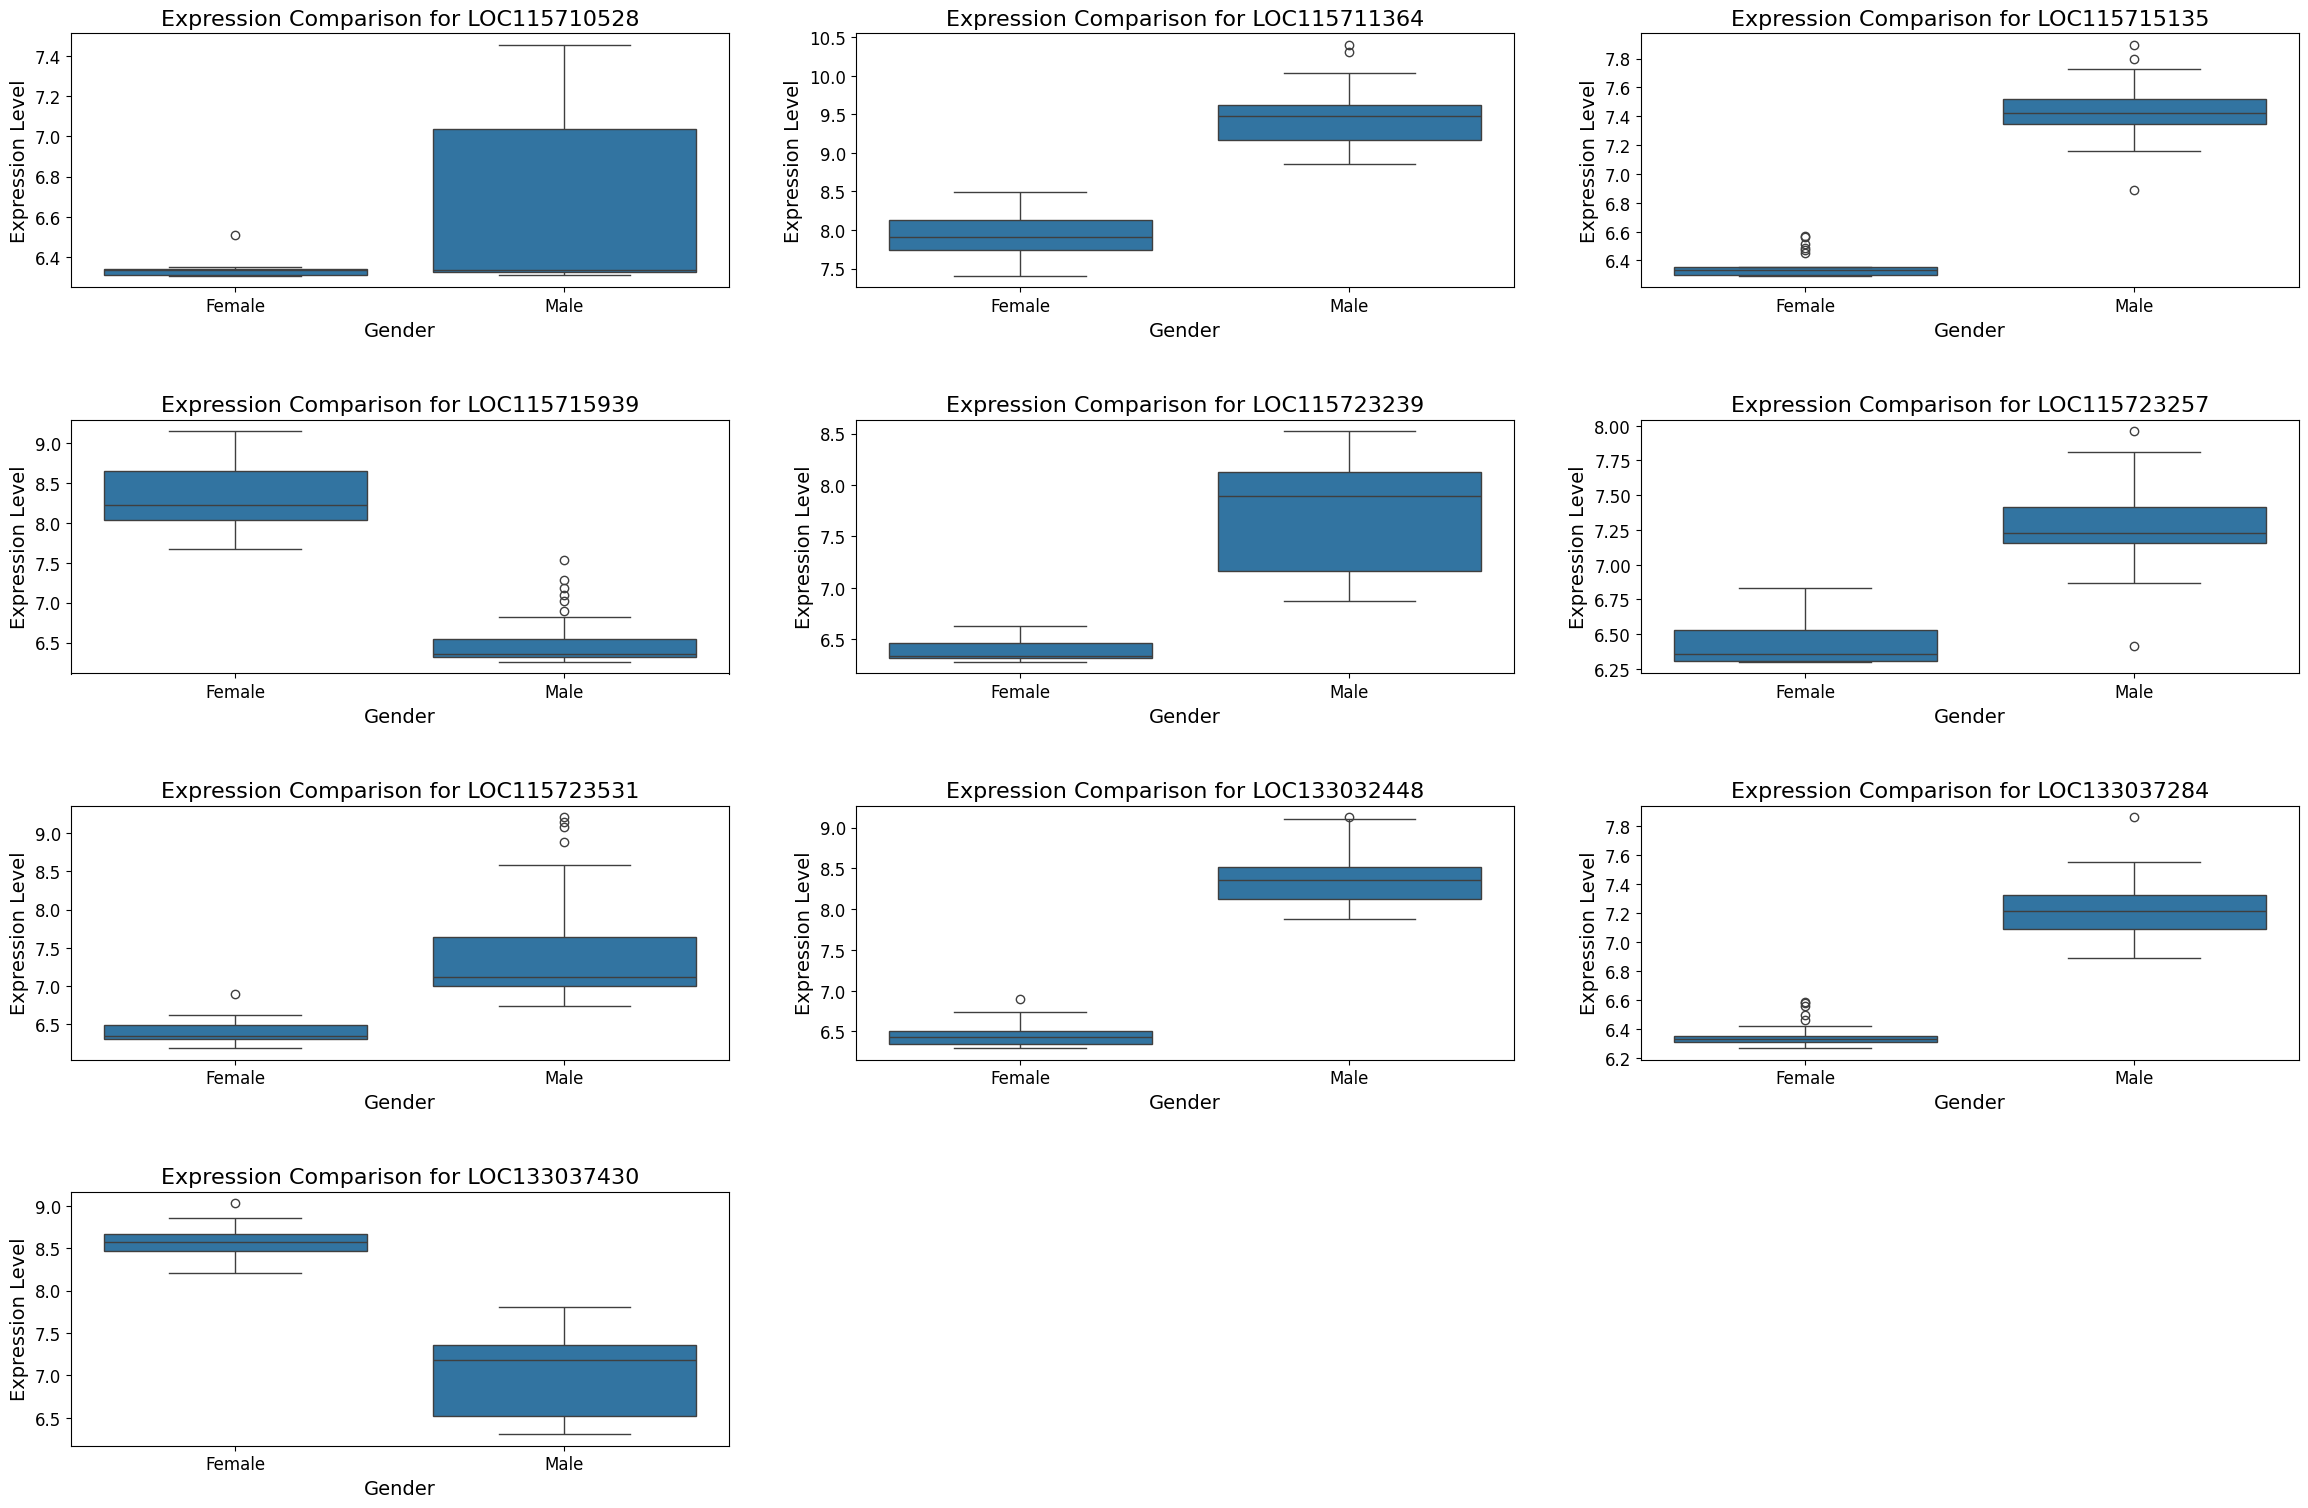 Expression Comparison for LOC115710528
Expression Level
7.4
7.2
7.0
6.8
6.6
6.4
Female
Male
Gender
Expression Comparison for LOC115711364
Expression Level
10.5
10.0
9.5
9.0
8.5
8.0
7.5
Female
Male
Gender
Expression Comparison for LOC115715135
Expression Level
7.8
7.6
7.4
7.2
7.0
6.8
6.6
6.4
Female
Male
Gender
Expression Comparison for LOC115715939
Expression Level
9.0
8.5
8.0
7.5
7.0
6.5
Female
Male
Gender
Expression Comparison for LOC115723239
Expression Level
8.5
8.0
7.5
7.0
6.5
Female
Male
Gender
Expression Comparison for LOC115723257
Expression Level
8.00
7.75
7.50
7.25
7.00
6.75
6.50
6.25
Female
Male
Gender
Expression Comparison for LOC115723531
Expression Level
9.0
8.5
8.0
7.5
7.0
6.5
Female
Male
Gender
Expression Comparison for LOC133032448
Expression Level
9.0
8.5
8.0
7.5
7.0
6.5
Female
Male
Gender
Expression Comparison for LOC133037284
Expression Level
7.8
7.6
7.4
7.2
7.0
6.8
6.6
6.4
6.2
Female
Male
Gender
Expression Comparison for LOC133037430
Expression Level
9.0
8.5
8.0
7.5
7.0
6.5
Female
Male
Gender